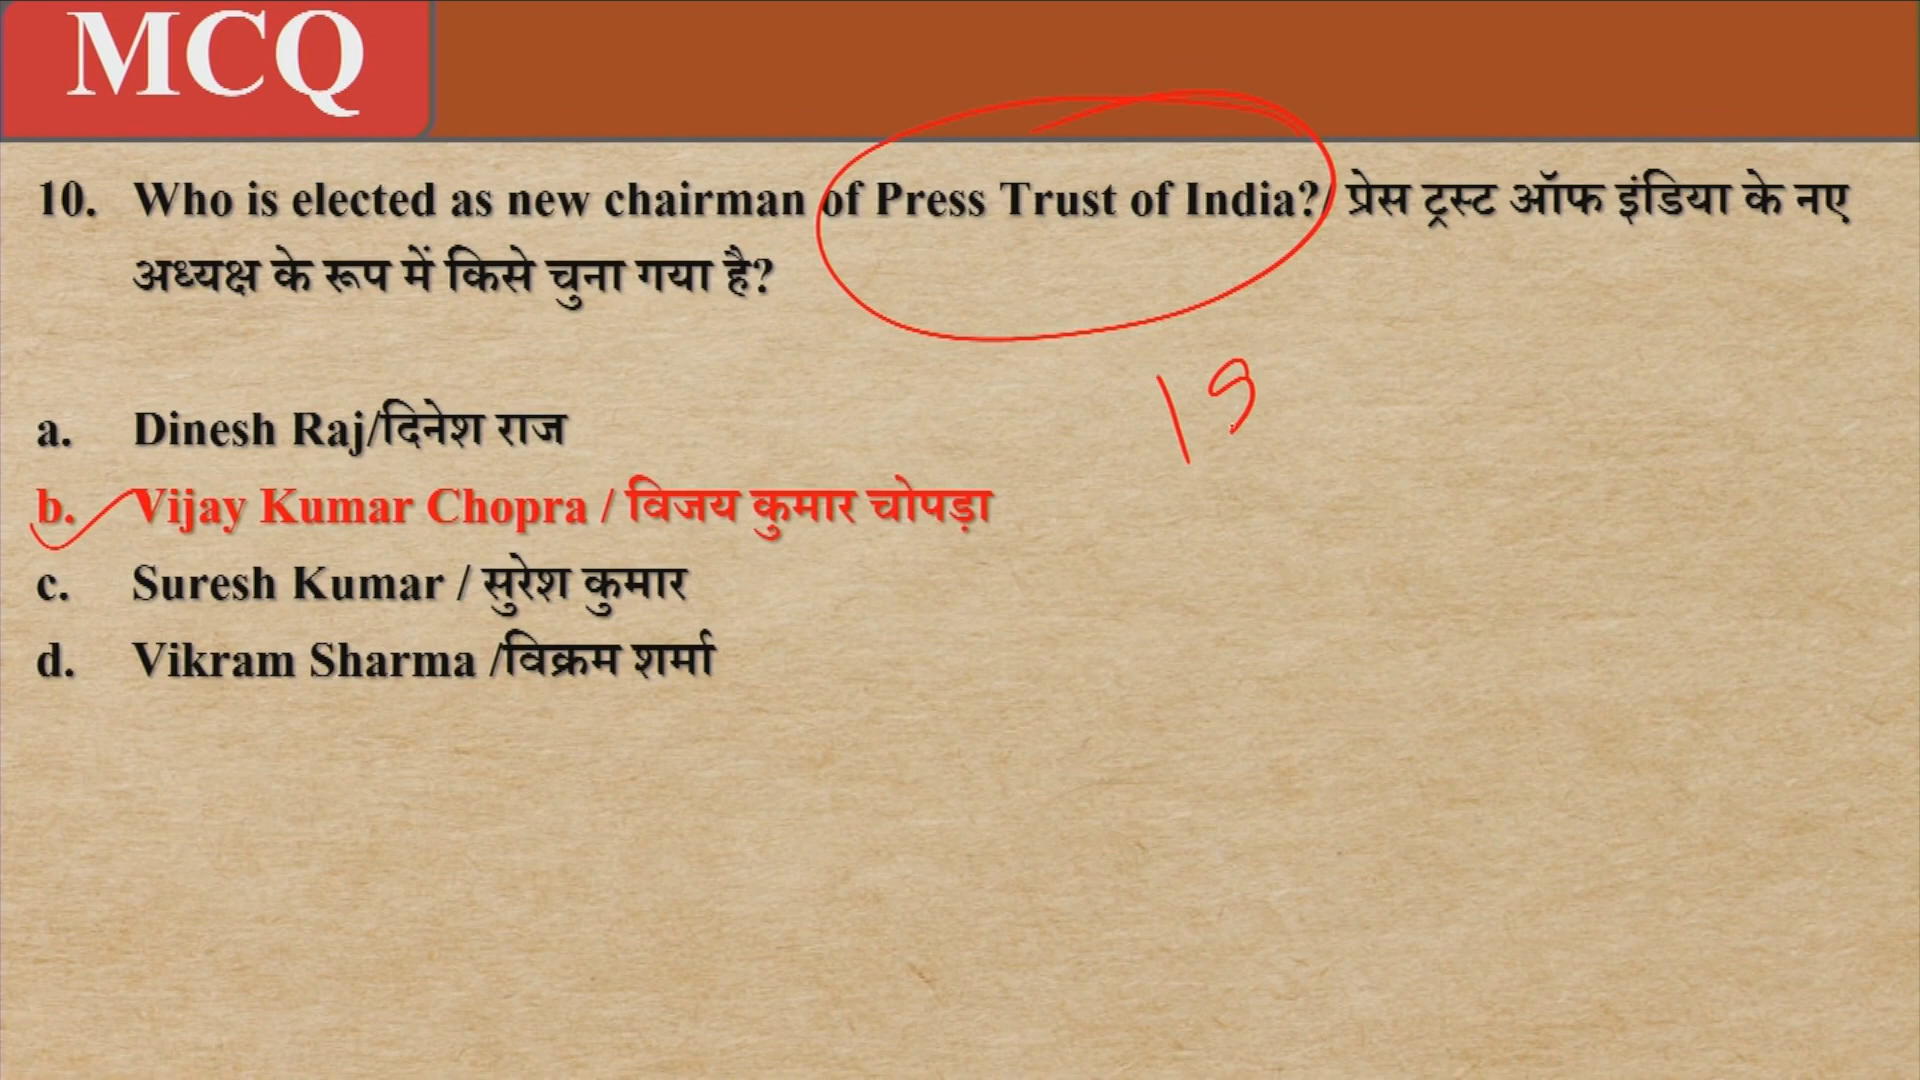 MCQ
10. Who is elected as new chairman of Press Trust of India?/ प्रेस ट्रस्ट ऑफ इंडिया के नए
अध्यक्ष के रूप में किसे चुना गया है?
19
a. Dinesh Raj/दिनेश राज
b. Vijay Kumar Chopra / विजय कुमार चोपड़ा
c. Suresh Kumar / सुरेश कुमार
d. Vikram Sharma /विक्रम शर्मा